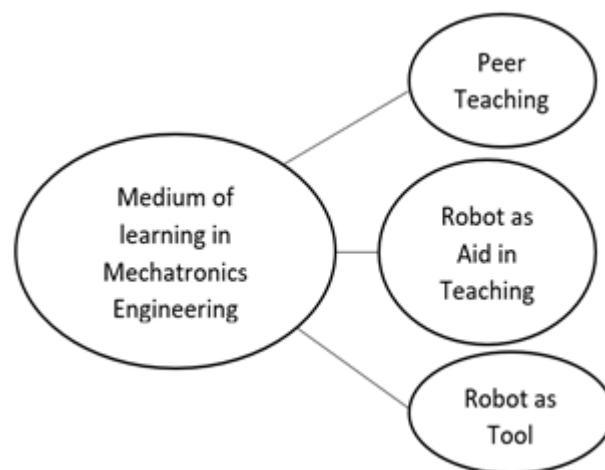 Peer
Teaching
Medium of
learning in
Mechatronics
Engineering
Robot as
Aid in
Teaching
Robot as
Tool